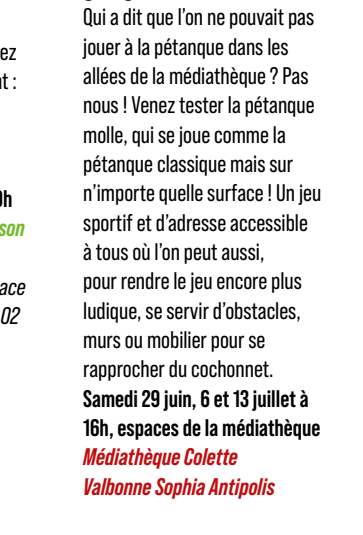 ez
t :
h
son
ace
02
Qui a dit que l'on ne pouvait pas
jouer à la pétanque dans les
allées de la médiathèque ? Pas
nous ! Venez tester la pétanque
molle, qui se joue comme la
pétanque classique mais sur
n'importe quelle surface ! Un jeu
sportif et d'adresse accessible
à tous où l'on peut aussi,
pour rendre le jeu encore plus
ludique, se servir d'obstacles,
murs ou mobilier pour se
rapprocher du cochonnet.
Samedi 29 juin, 6 et 13 juillet à
16h, espaces de la médiathèque
Médiathèque Colette
Valbonne Sophia Antipolis